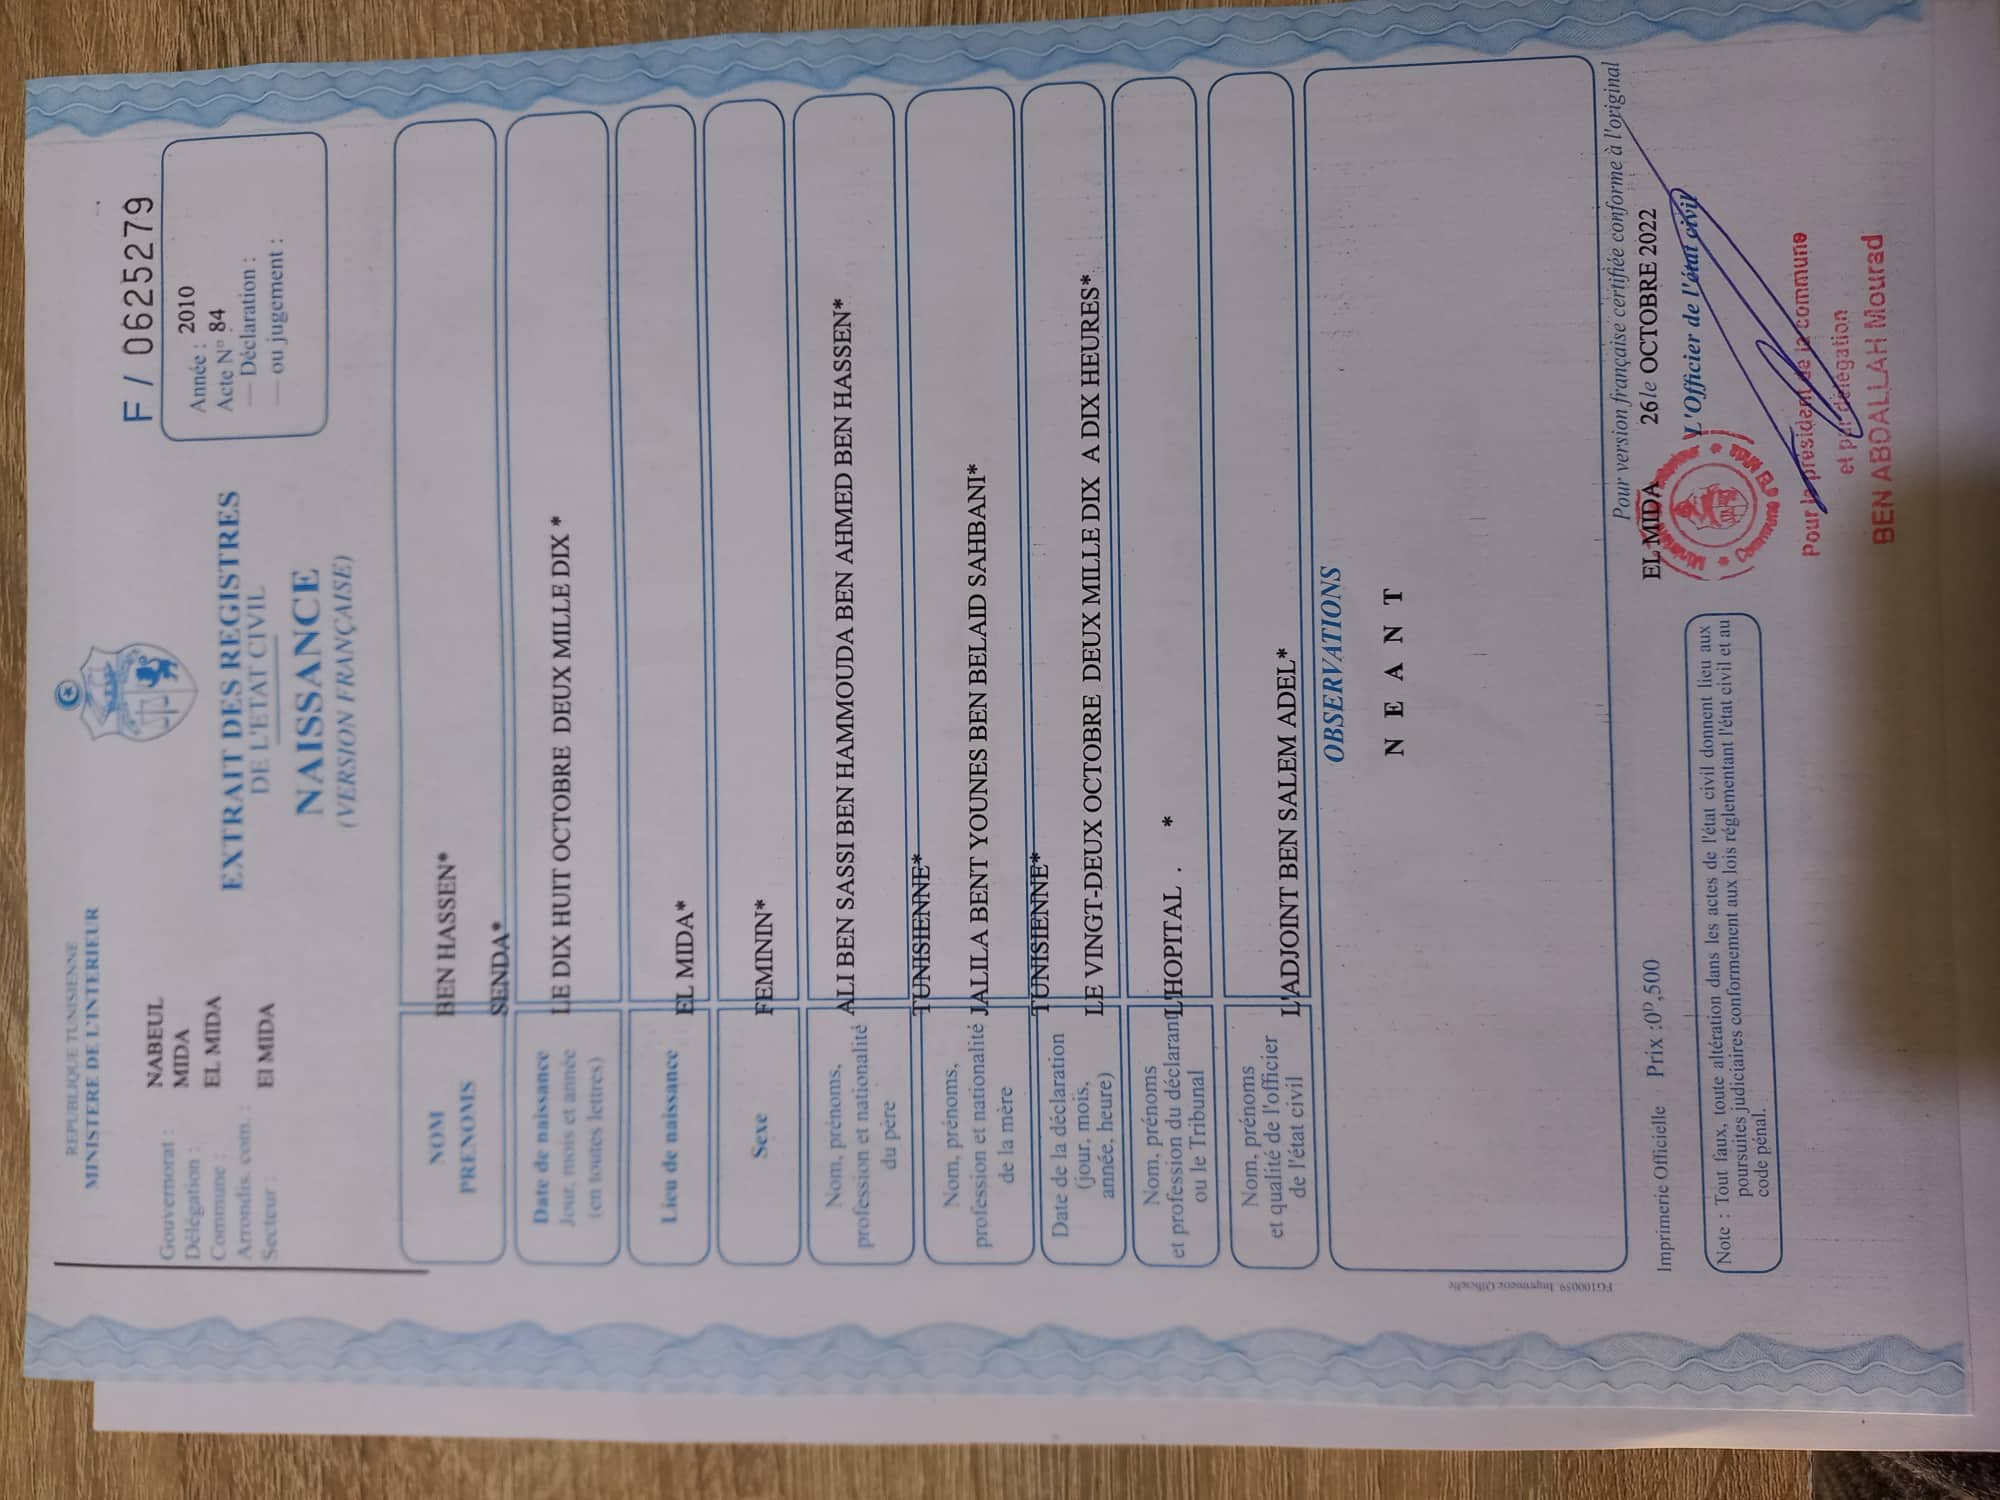 REPUBLIQUE TUNISIENNE
MINISTERE DE L'INTERIEUR
F / 0625279
Gouvernorat : NABEUL
Délégation : MIDA
Commune : EL MIDA
Arrondis. com. :
Secteur : El MIDA
Année : 2010
Acte N° 84
— Déclaration :
— ou jugement :
EXTRAIT DES REGISTRES
DE L'ETAT CIVIL
NAISSANCE
(VERSION FRANÇAISE)
NOM BEN HASSEN*
PRENOMS SENDA*
Date de naissance
Jour, mois et année
(en toutes lettres)
LE DIX HUIT OCTOBRE DEUX MILLE DIX *
Lieu de naissance EL MIDA*
Sexe FEMININ*
Nom, prénoms,
profession et nationalité
du père
ALI BEN SASSI BEN HAMMOUDA BEN AHMED BEN HASSEN*
TUNISIENNE*
Nom, prénoms,
profession et nationalité
de la mère
JALILA BENT YOUNES BEN BELAID SAHBANI*
TUNISIENNE*
Date de la déclaration
(jour, mois,
année, heure)
LE VINGT-DEUX OCTOBRE DEUX MILLE DIX A DIX HEURES*
Nom, prénoms
et profession du déclarant
ou le Tribunal
L'HOPITAL . *
Nom, prénoms
et qualité de l'officier
de l'état civil
L'ADJOINT BEN SALEM ADEL*
OBSERVATIONS
N E A N T
FG100059 Imprimerie Officielle
Pour version française certifiée conforme à l'original
EL MIDA 26 le OCTOBRE 2022
L'Officier de l'état civil
Imprimerie Officielle Prix :0ᴰ,500
Note : Tout faux, toute altération dans les actes de l'état civil donnent lieu aux
poursuites judiciaires conformement aux lois réglementant l'état civil et au
code pénal.
Pour le président de la commune
et par délégation
BEN ABDALLAH Mourad